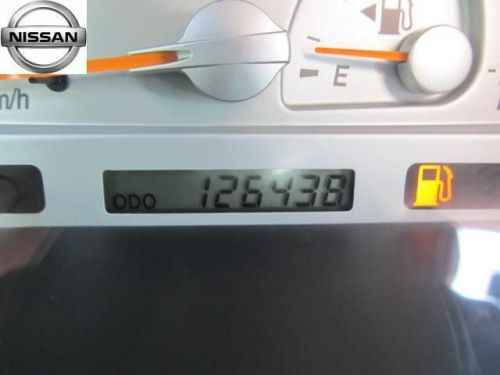 NISSAN
E
m/h
ODO 126438